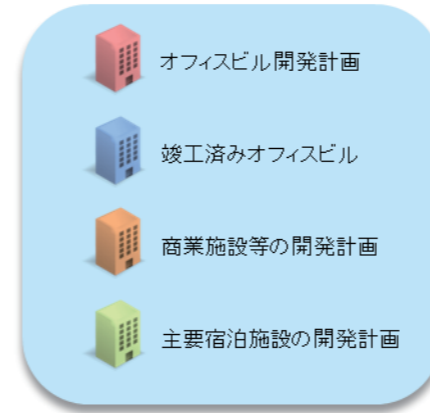 オフィスビル開発計画
竣工済みオフィスビル
商業施設等の開発計画
主要宿泊施設の開発計画